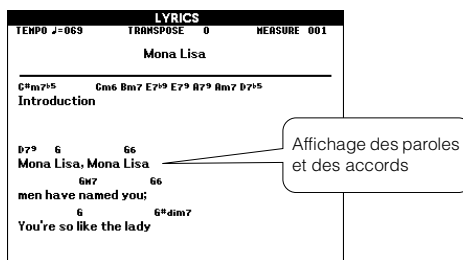 LYRICS
TEMPO ♩=069 TRANSPOSE 0 MEASURE 001
Mona Lisa
C#m7♭5 Cm6 Bm7 E7♭9 E79 A79 Am7 D7♭5
Introduction
D79 G G6
Mona Lisa, Mona Lisa
Affichage des paroles
et des accords
GM7 G6
men have named you;
G G#dim7
You're so like the lady